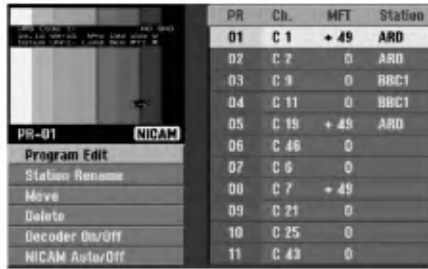 PR-01 NICAM
Program Edit
Station Rename
Move
Delete
Decoder On/Off
NICAM Auto/Off
PR Ch. MFT Station
01 C 1 + 49 ARD
02 C 2 0 ARD
03 C 9 0 BBC1
04 C 11 0 BBC1
05 C 19 + 49 ARD
06 C 46 0
07 C 6 0
08 C 7 + 49
09 C 21 0
10 C 25 0
11 C 43 0